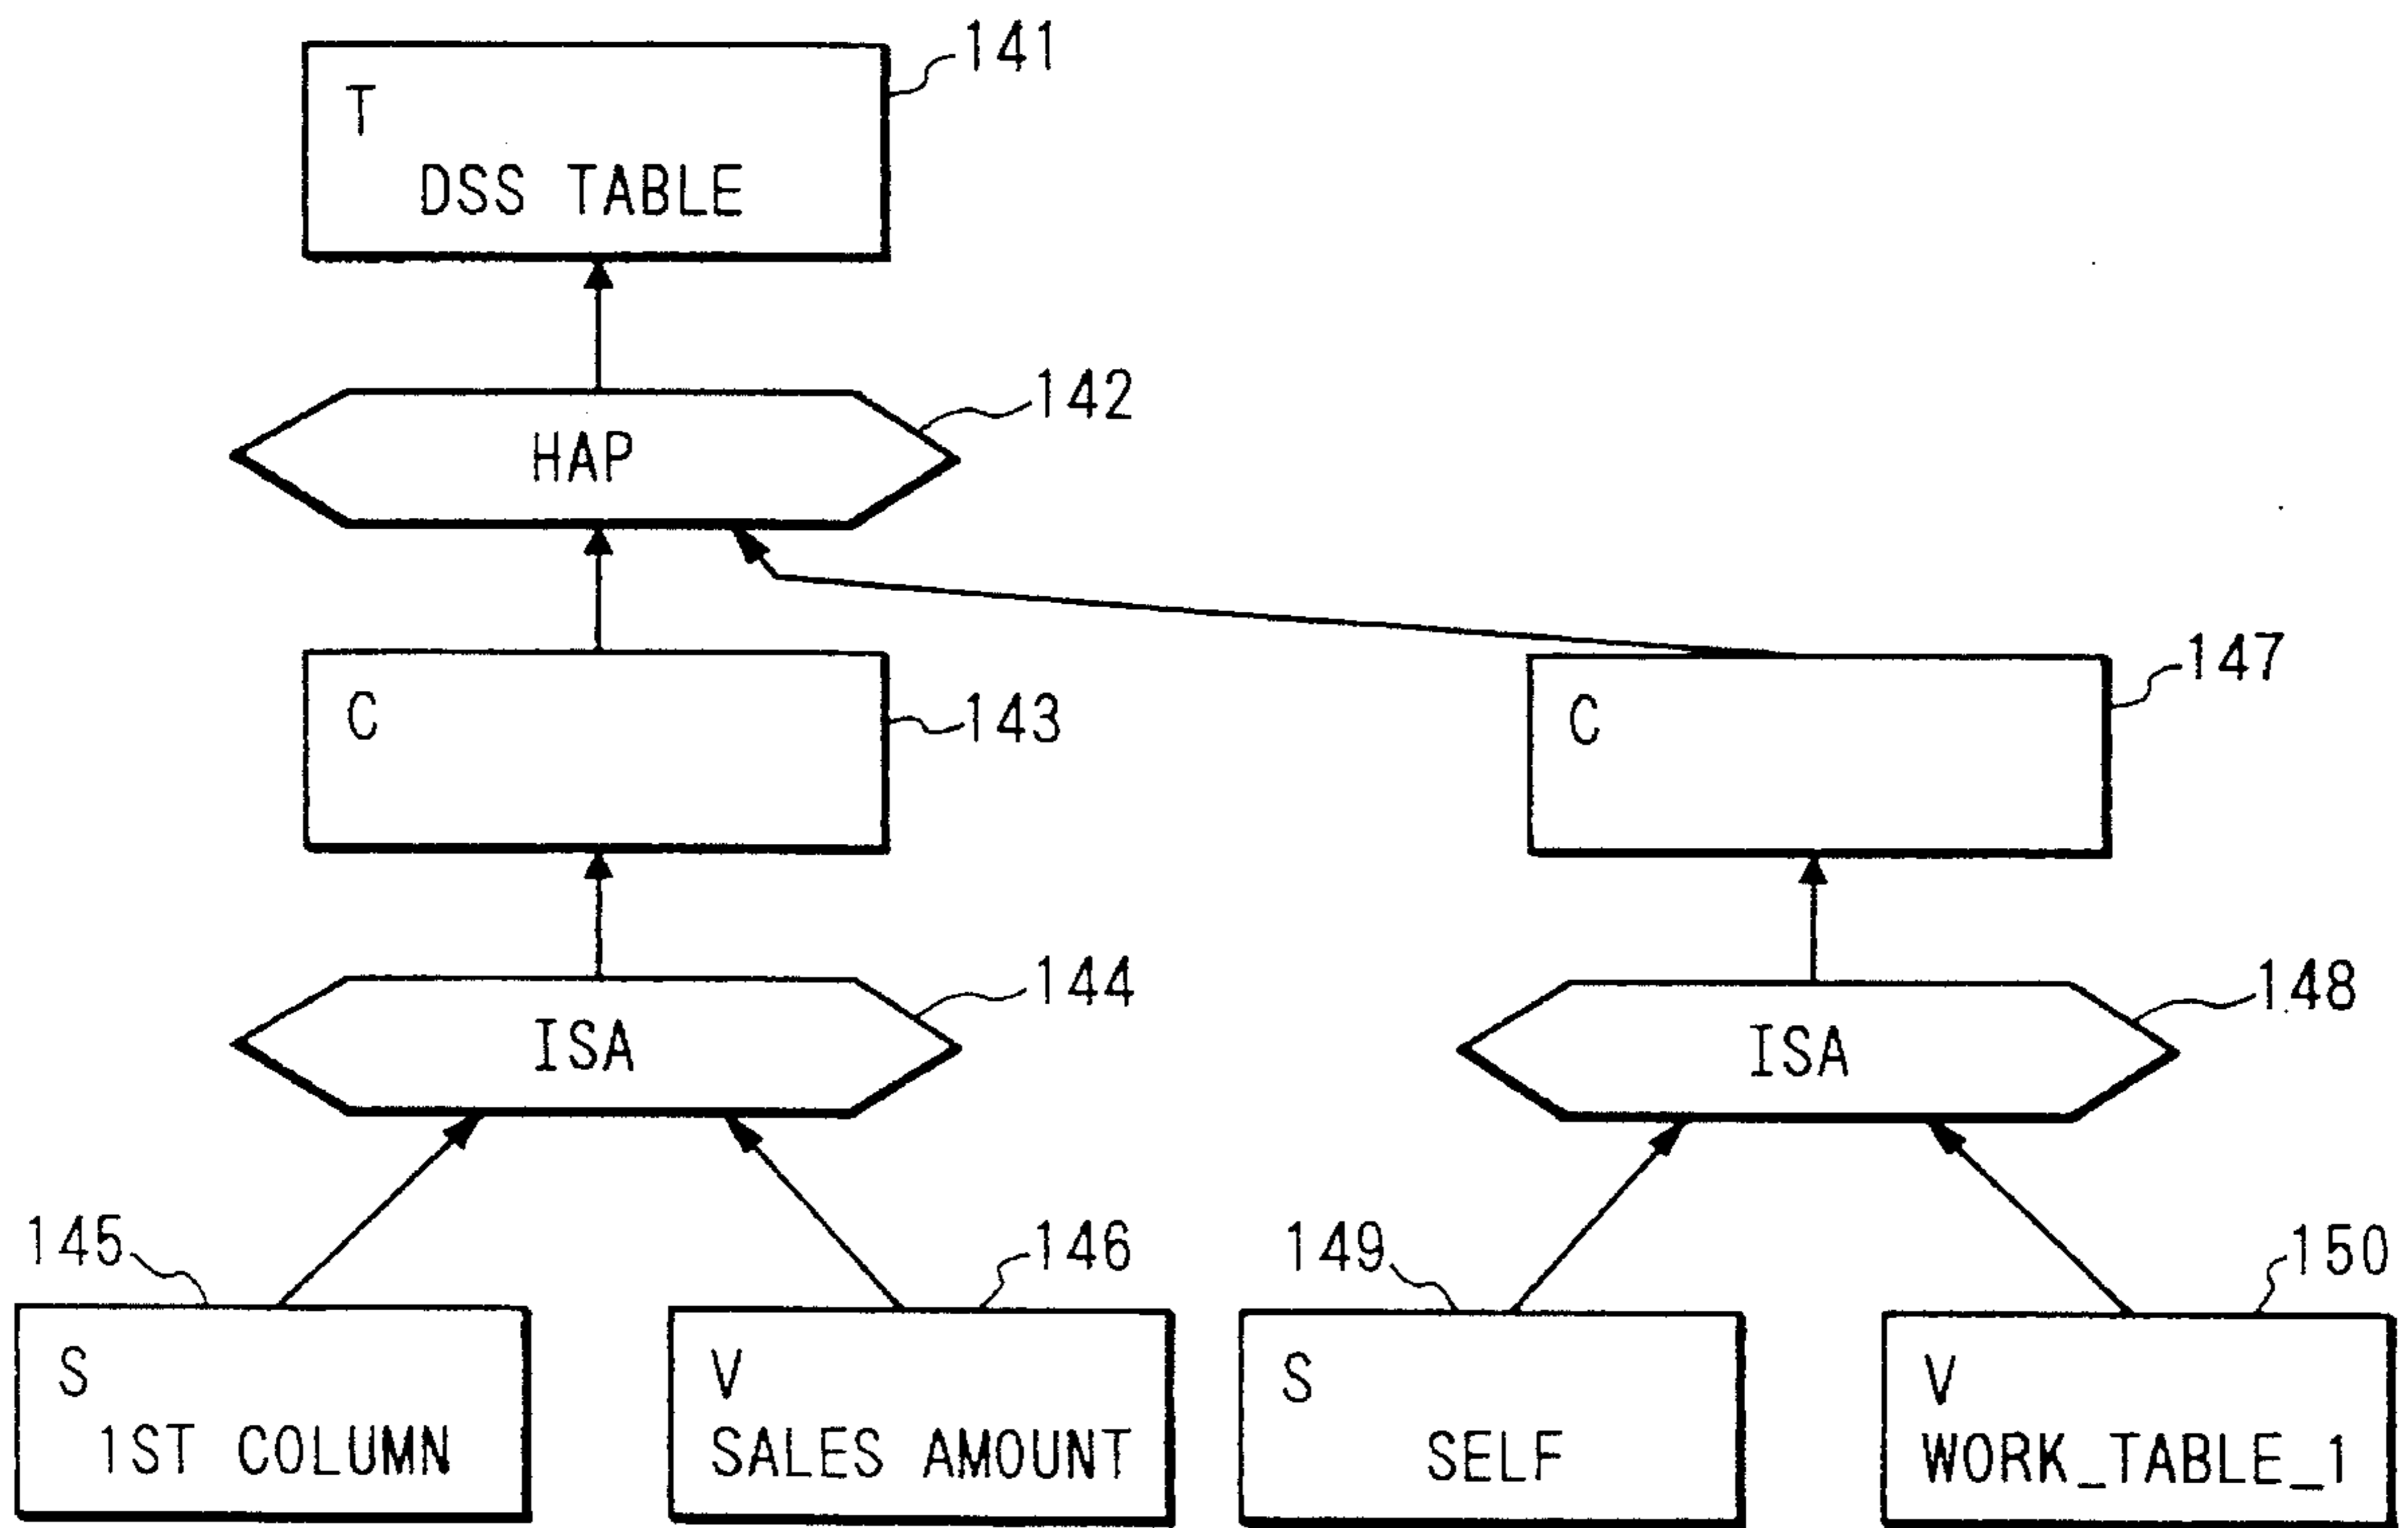 141
T
DSS TABLE
142
HAP
143
C
147
C
144
ISA
148
ISA
145
S
1ST COLUMN
146
V
SALES AMOUNT
149
S
SELF
150
V
WORK_TABLE_1